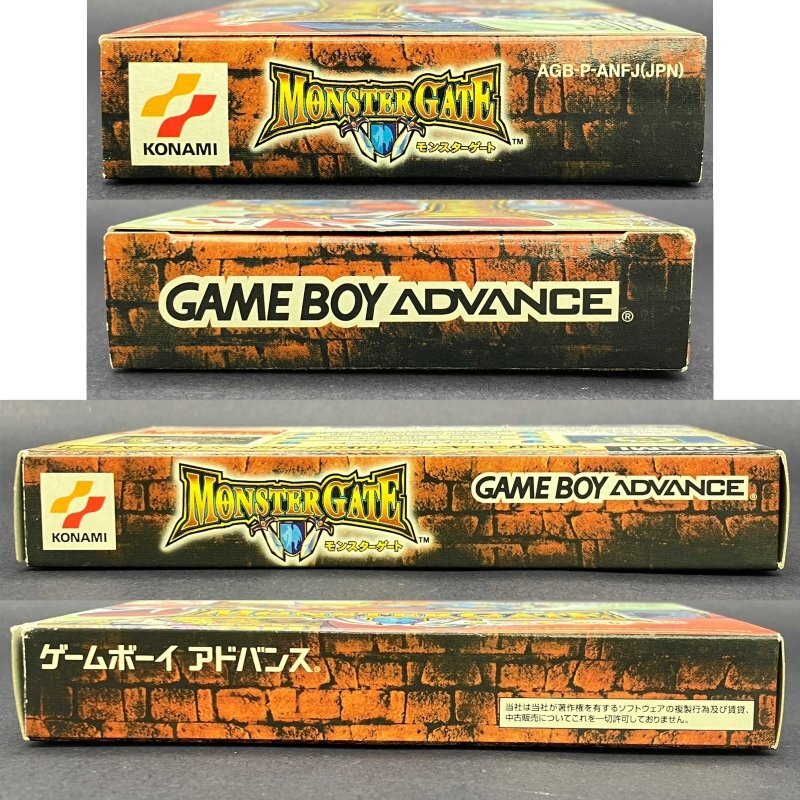 KONAMI
MONSTER GATE
™
モンスターゲート
AGB-P-ANFJ(JPN)
GAME BOY ADVANCE®
KONAMI
MONSTER GATE
™
モンスターゲート
GAME BOY ADVANCE®
ゲームボーイ アドバンス®
当社は当社が著作権を有するソフトウェアの複製行為及び賃貸、
中古販売についてこれを一切許可しておりません。